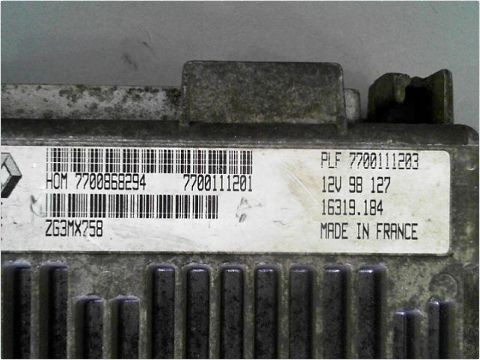 HOM 7700868294 7700111201
ZG3MX758
PLF 7700111203
12V 98 127
16319.184
MADE IN FRANCE